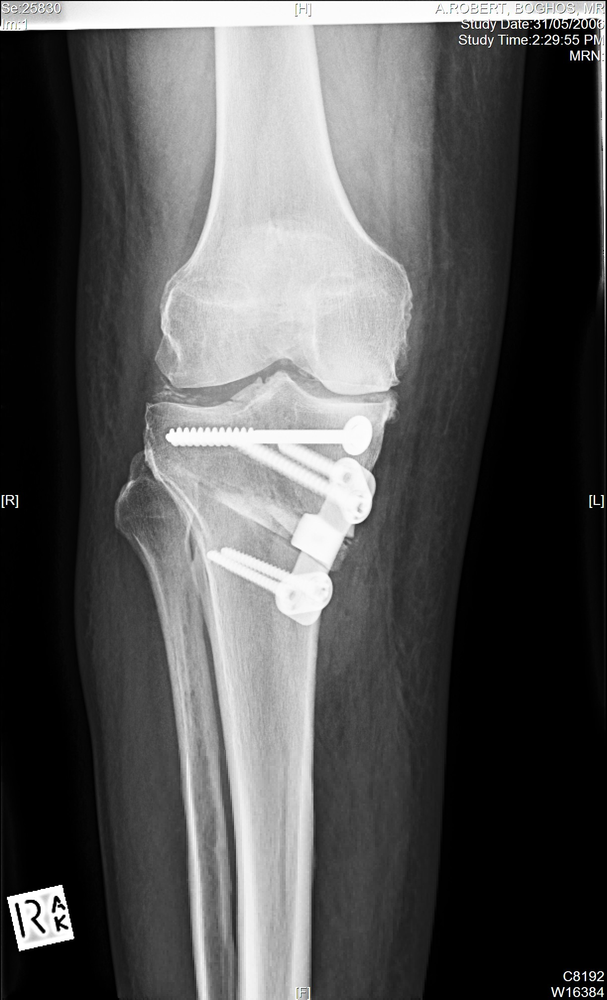 Se:25830
Im:1
[H]
A.ROBERT, BOGHOS, MR
Study Date:31/05/2006
Study Time:2:29:55 PM
MRN:
[R]
[L]
R
A
K
[F]
C8192
W16384